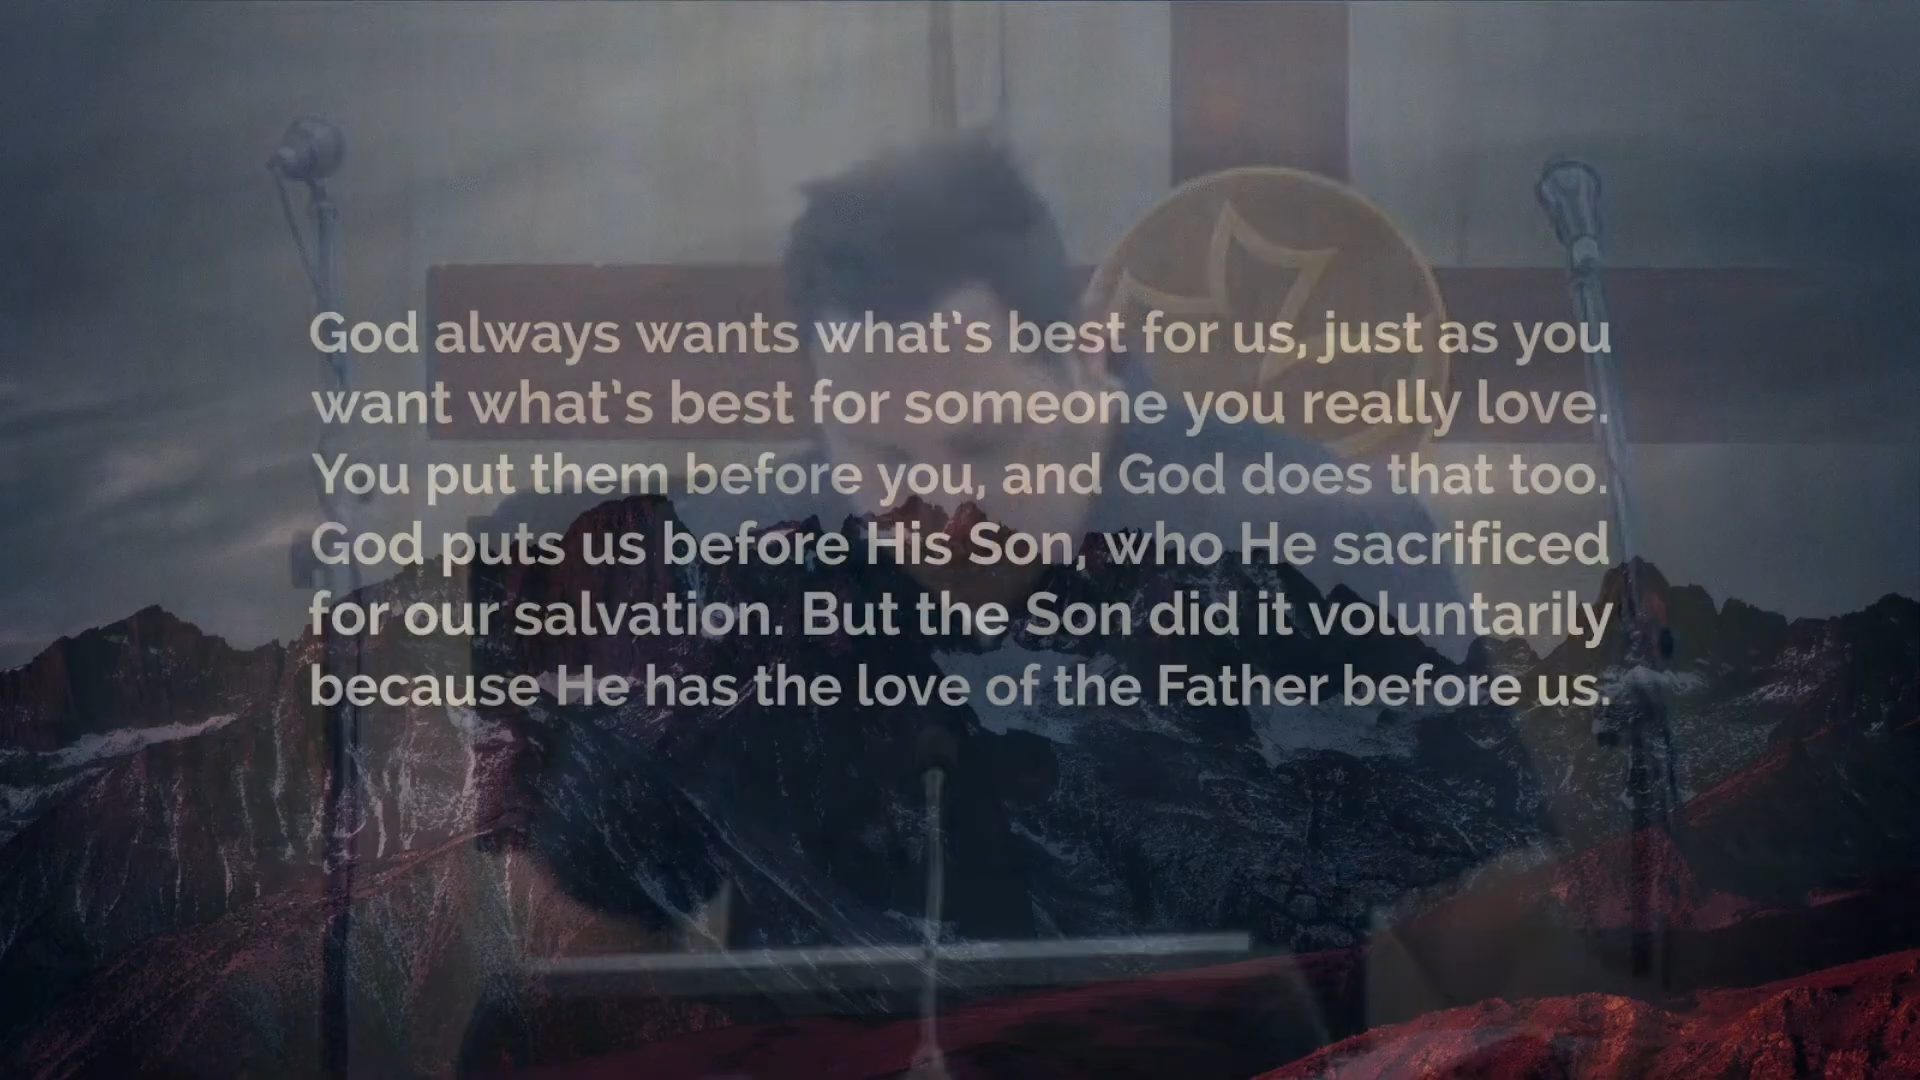 God always wants what's best for us, just as you
want what's best for someone you really love.
You put them before you, and God does that too.
God puts us before His Son, who He sacrificed
for our salvation. But the Son did it voluntarily
because He has the love of the Father before us.